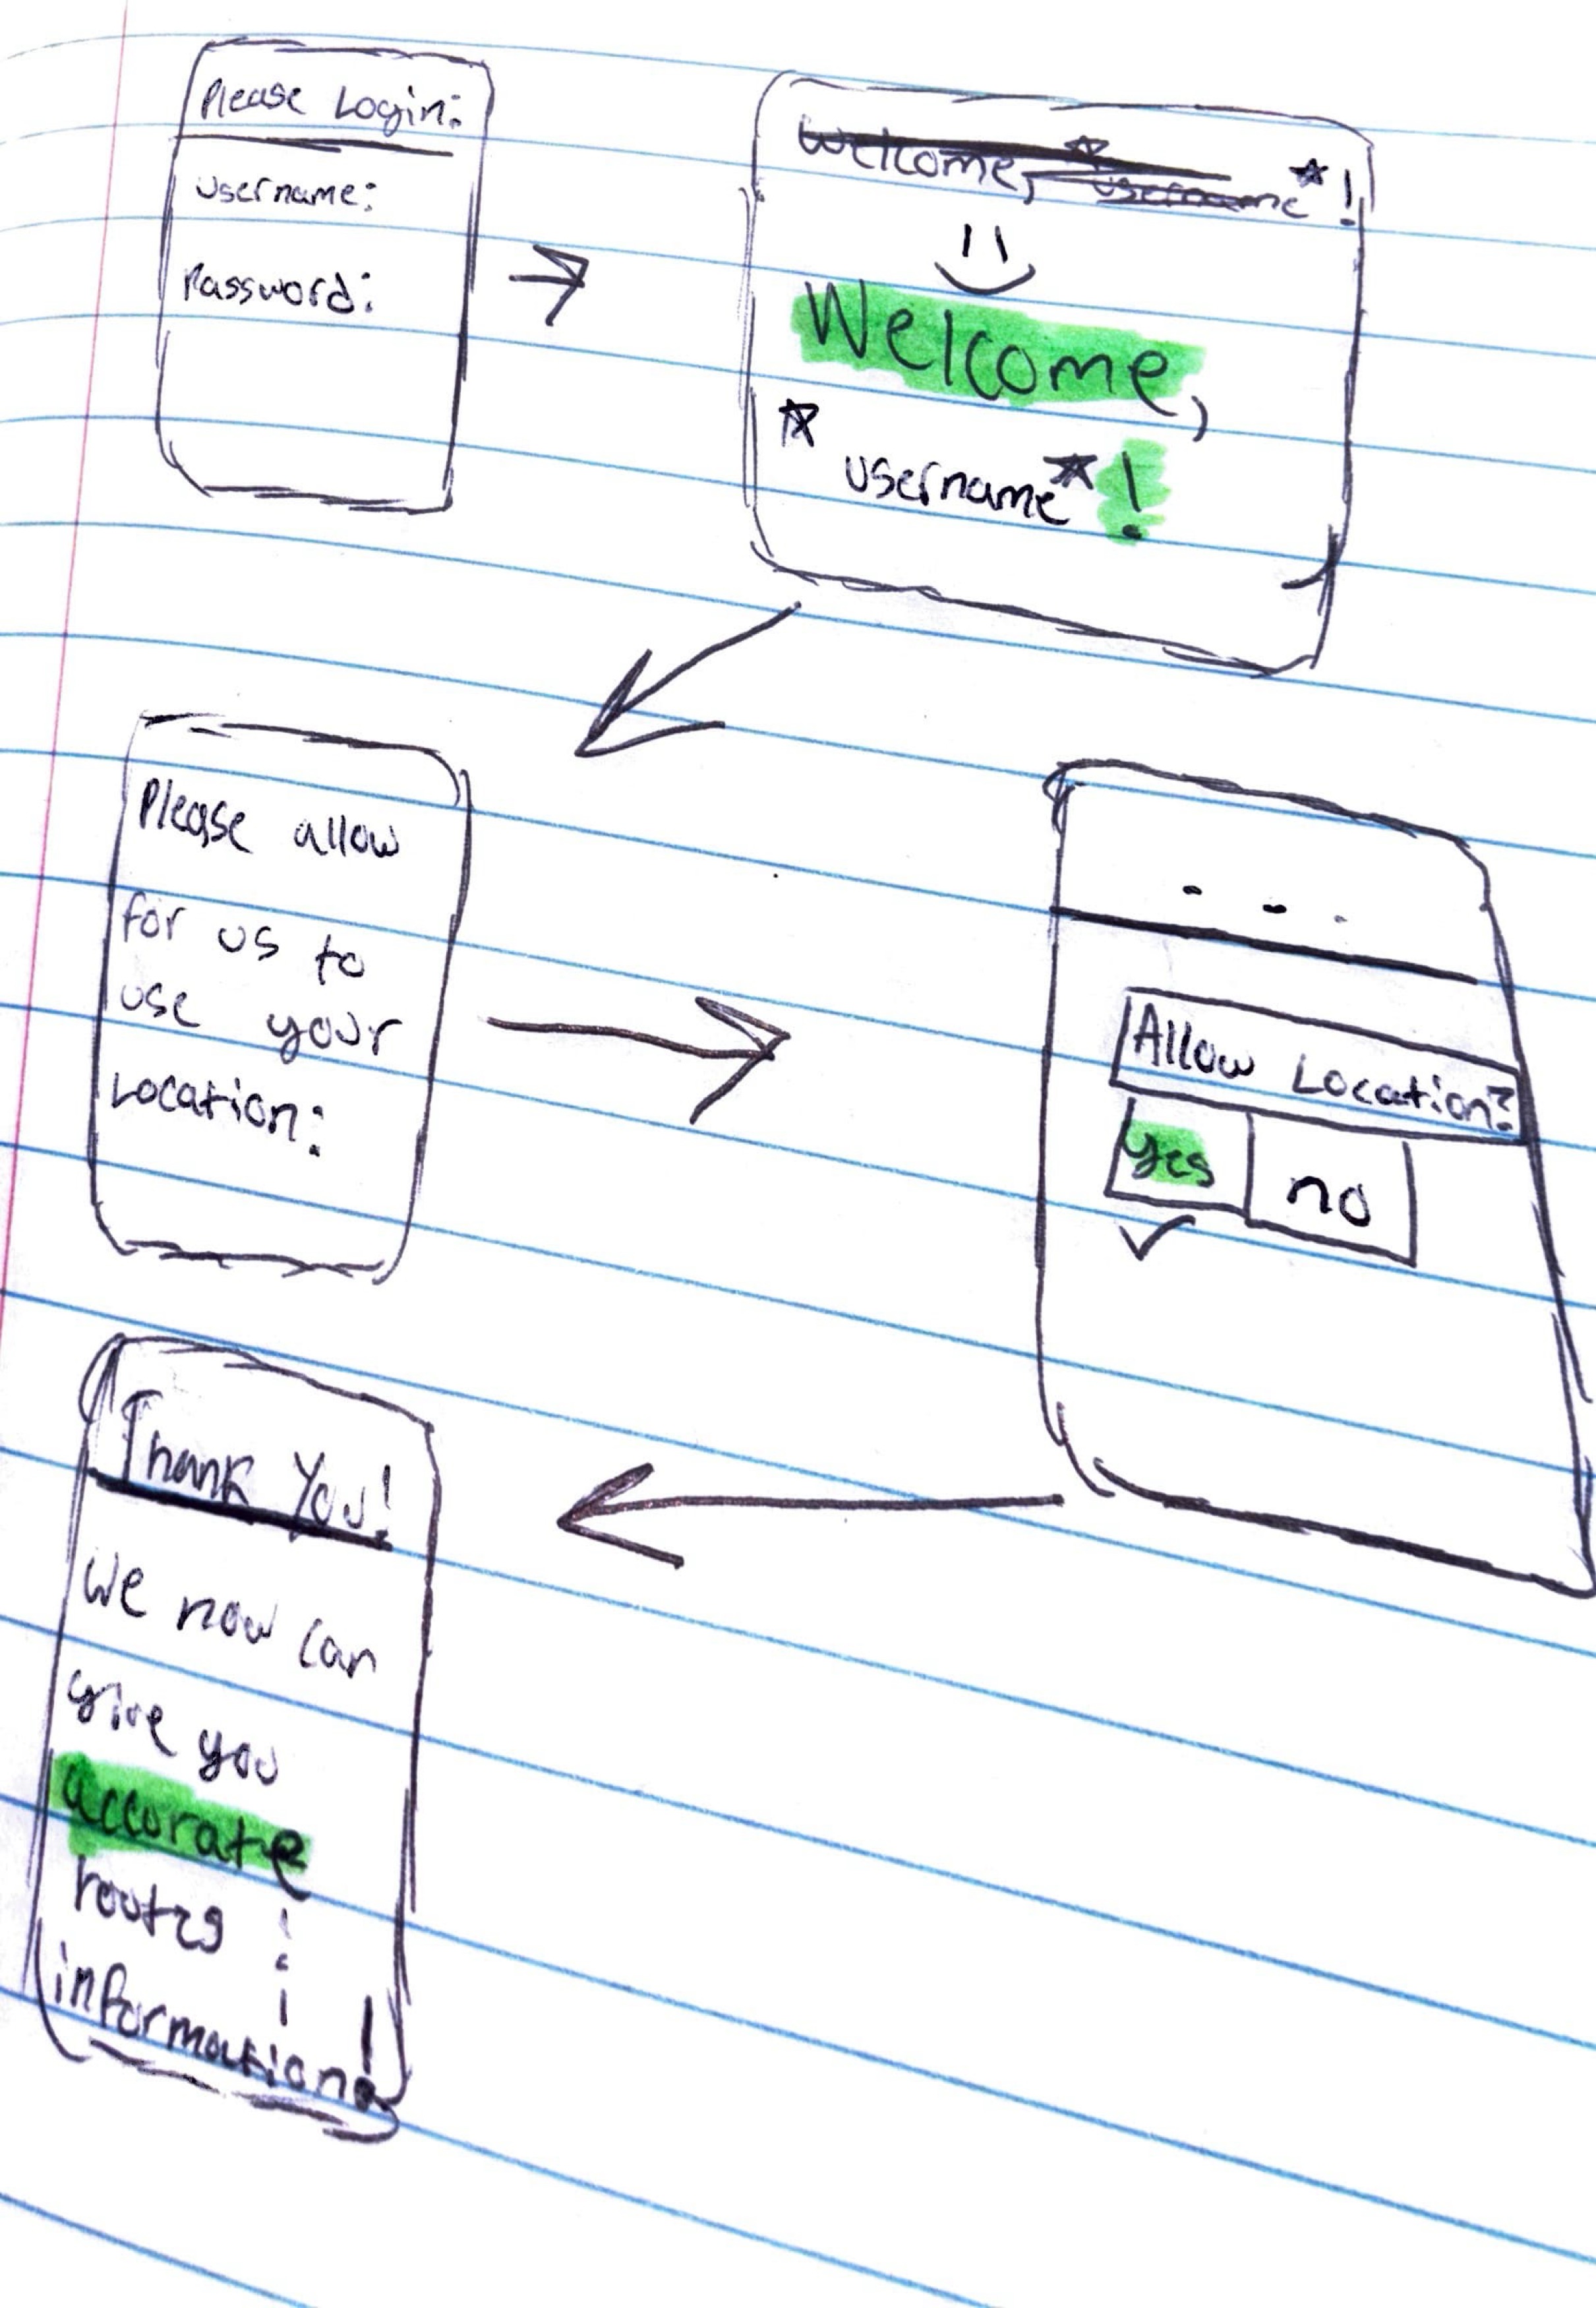 Please Login:
username:
Password:
Welcome, *username*!
Welcome,
*username*!
Please allow
for us to
use your
Location:
...
Allow Location?
yes no
Thank You!
We now can
give you
accurate
routes
information!